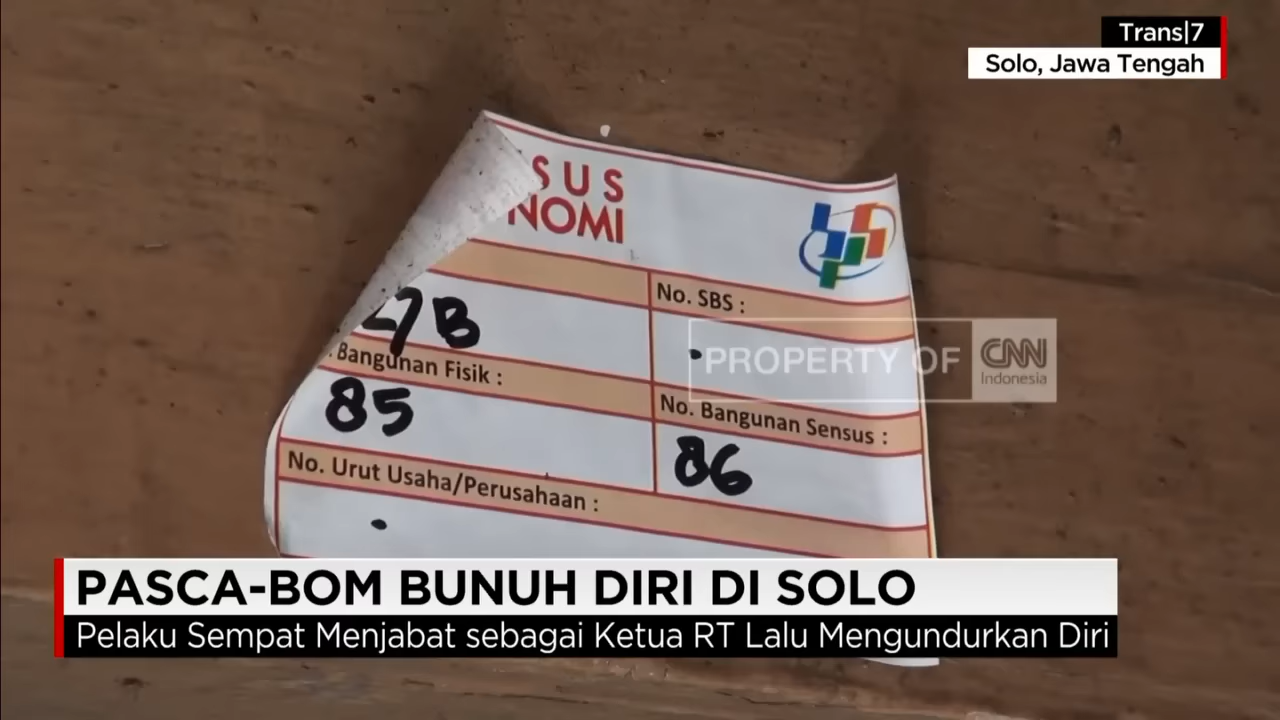 Trans|7
Solo, Jawa Tengah
SUS
NOMI
No. SBS :
7B
Bangunan Fisik :
85
No. Bangunan Sensus :
86
No. Urut Usaha/Perusahaan :
PROPERTY OF CNN Indonesia
PASCA-BOM BUNUH DIRI DI SOLO
Pelaku Sempat Menjabat sebagai Ketua RT Lalu Mengundurkan Diri